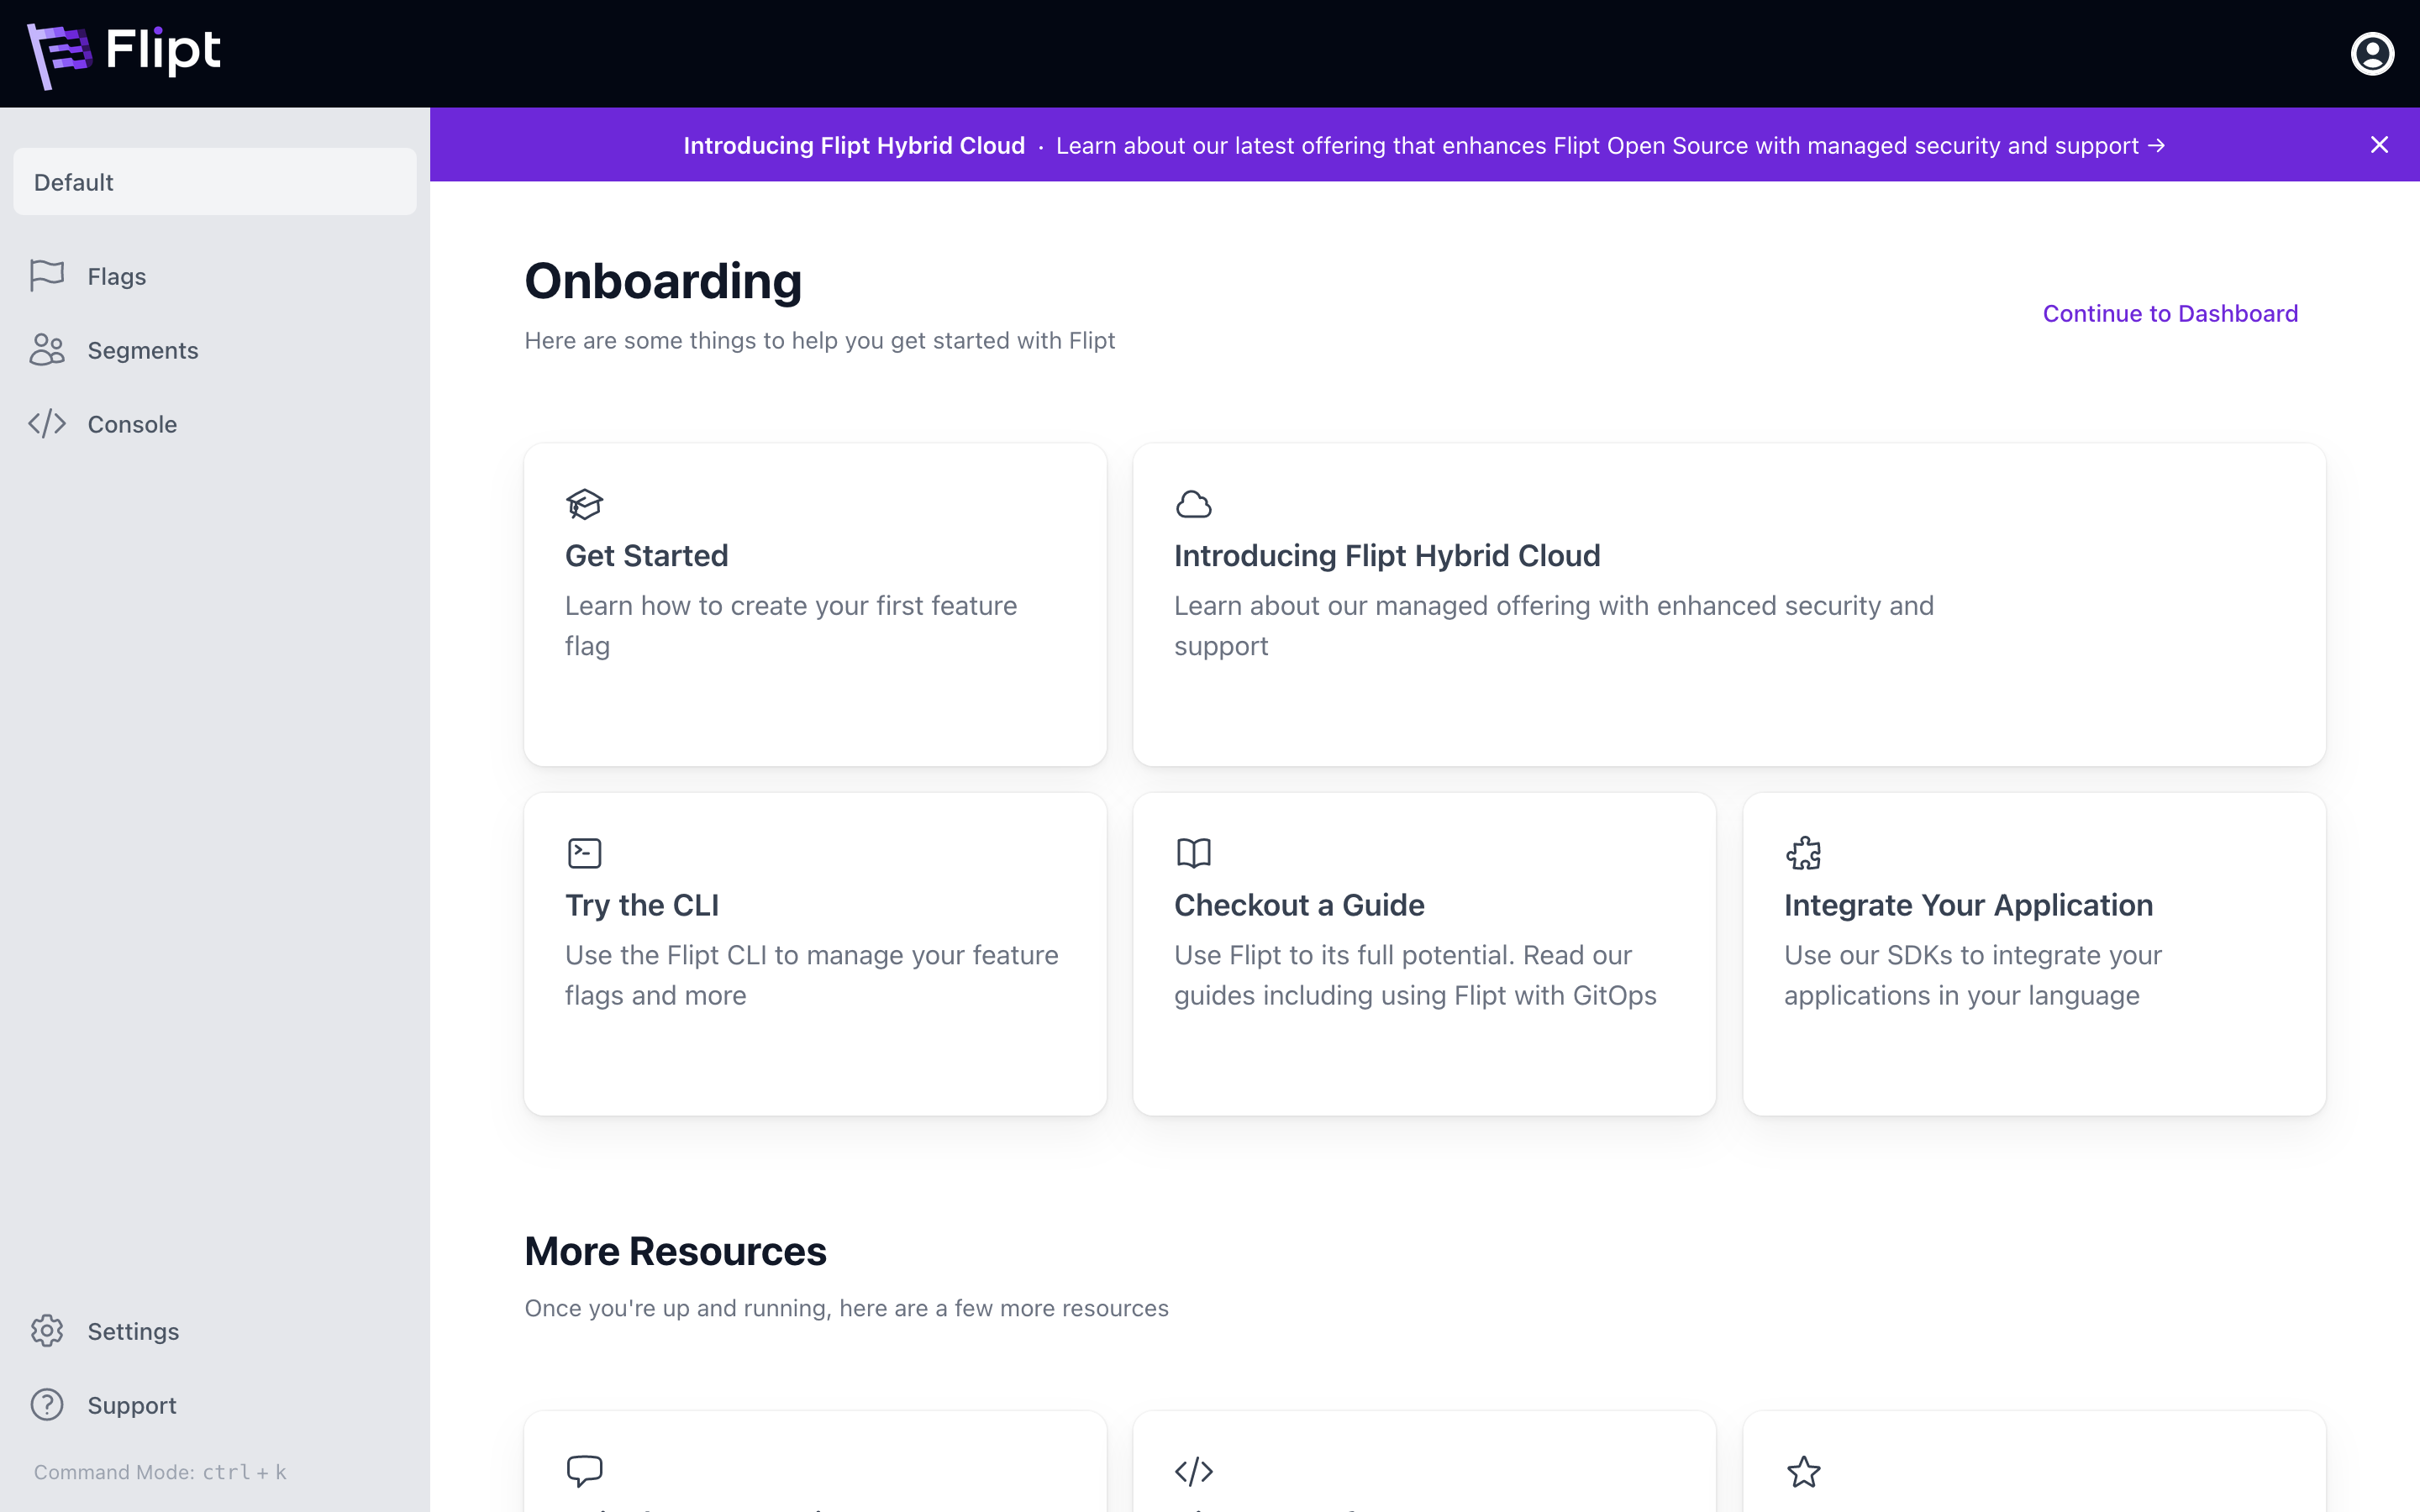 Flipt
Introducing Flipt Hybrid Cloud · Learn about our latest offering that enhances Flipt Open Source with managed security and support →
Default
Flags
Segments
Console
Onboarding
Here are some things to help you get started with Flipt
Continue to Dashboard
Get Started
Learn how to create your first feature
flag
Introducing Flipt Hybrid Cloud
Learn about our managed offering with enhanced security and
support
Try the CLI
Use the Flipt CLI to manage your feature
flags and more
Checkout a Guide
Use Flipt to its full potential. Read our
guides including using Flipt with GitOps
Integrate Your Application
Use our SDKs to integrate your
applications in your language
More Resources
Once you're up and running, here are a few more resources
Settings
Support
Command Mode: ctrl + k